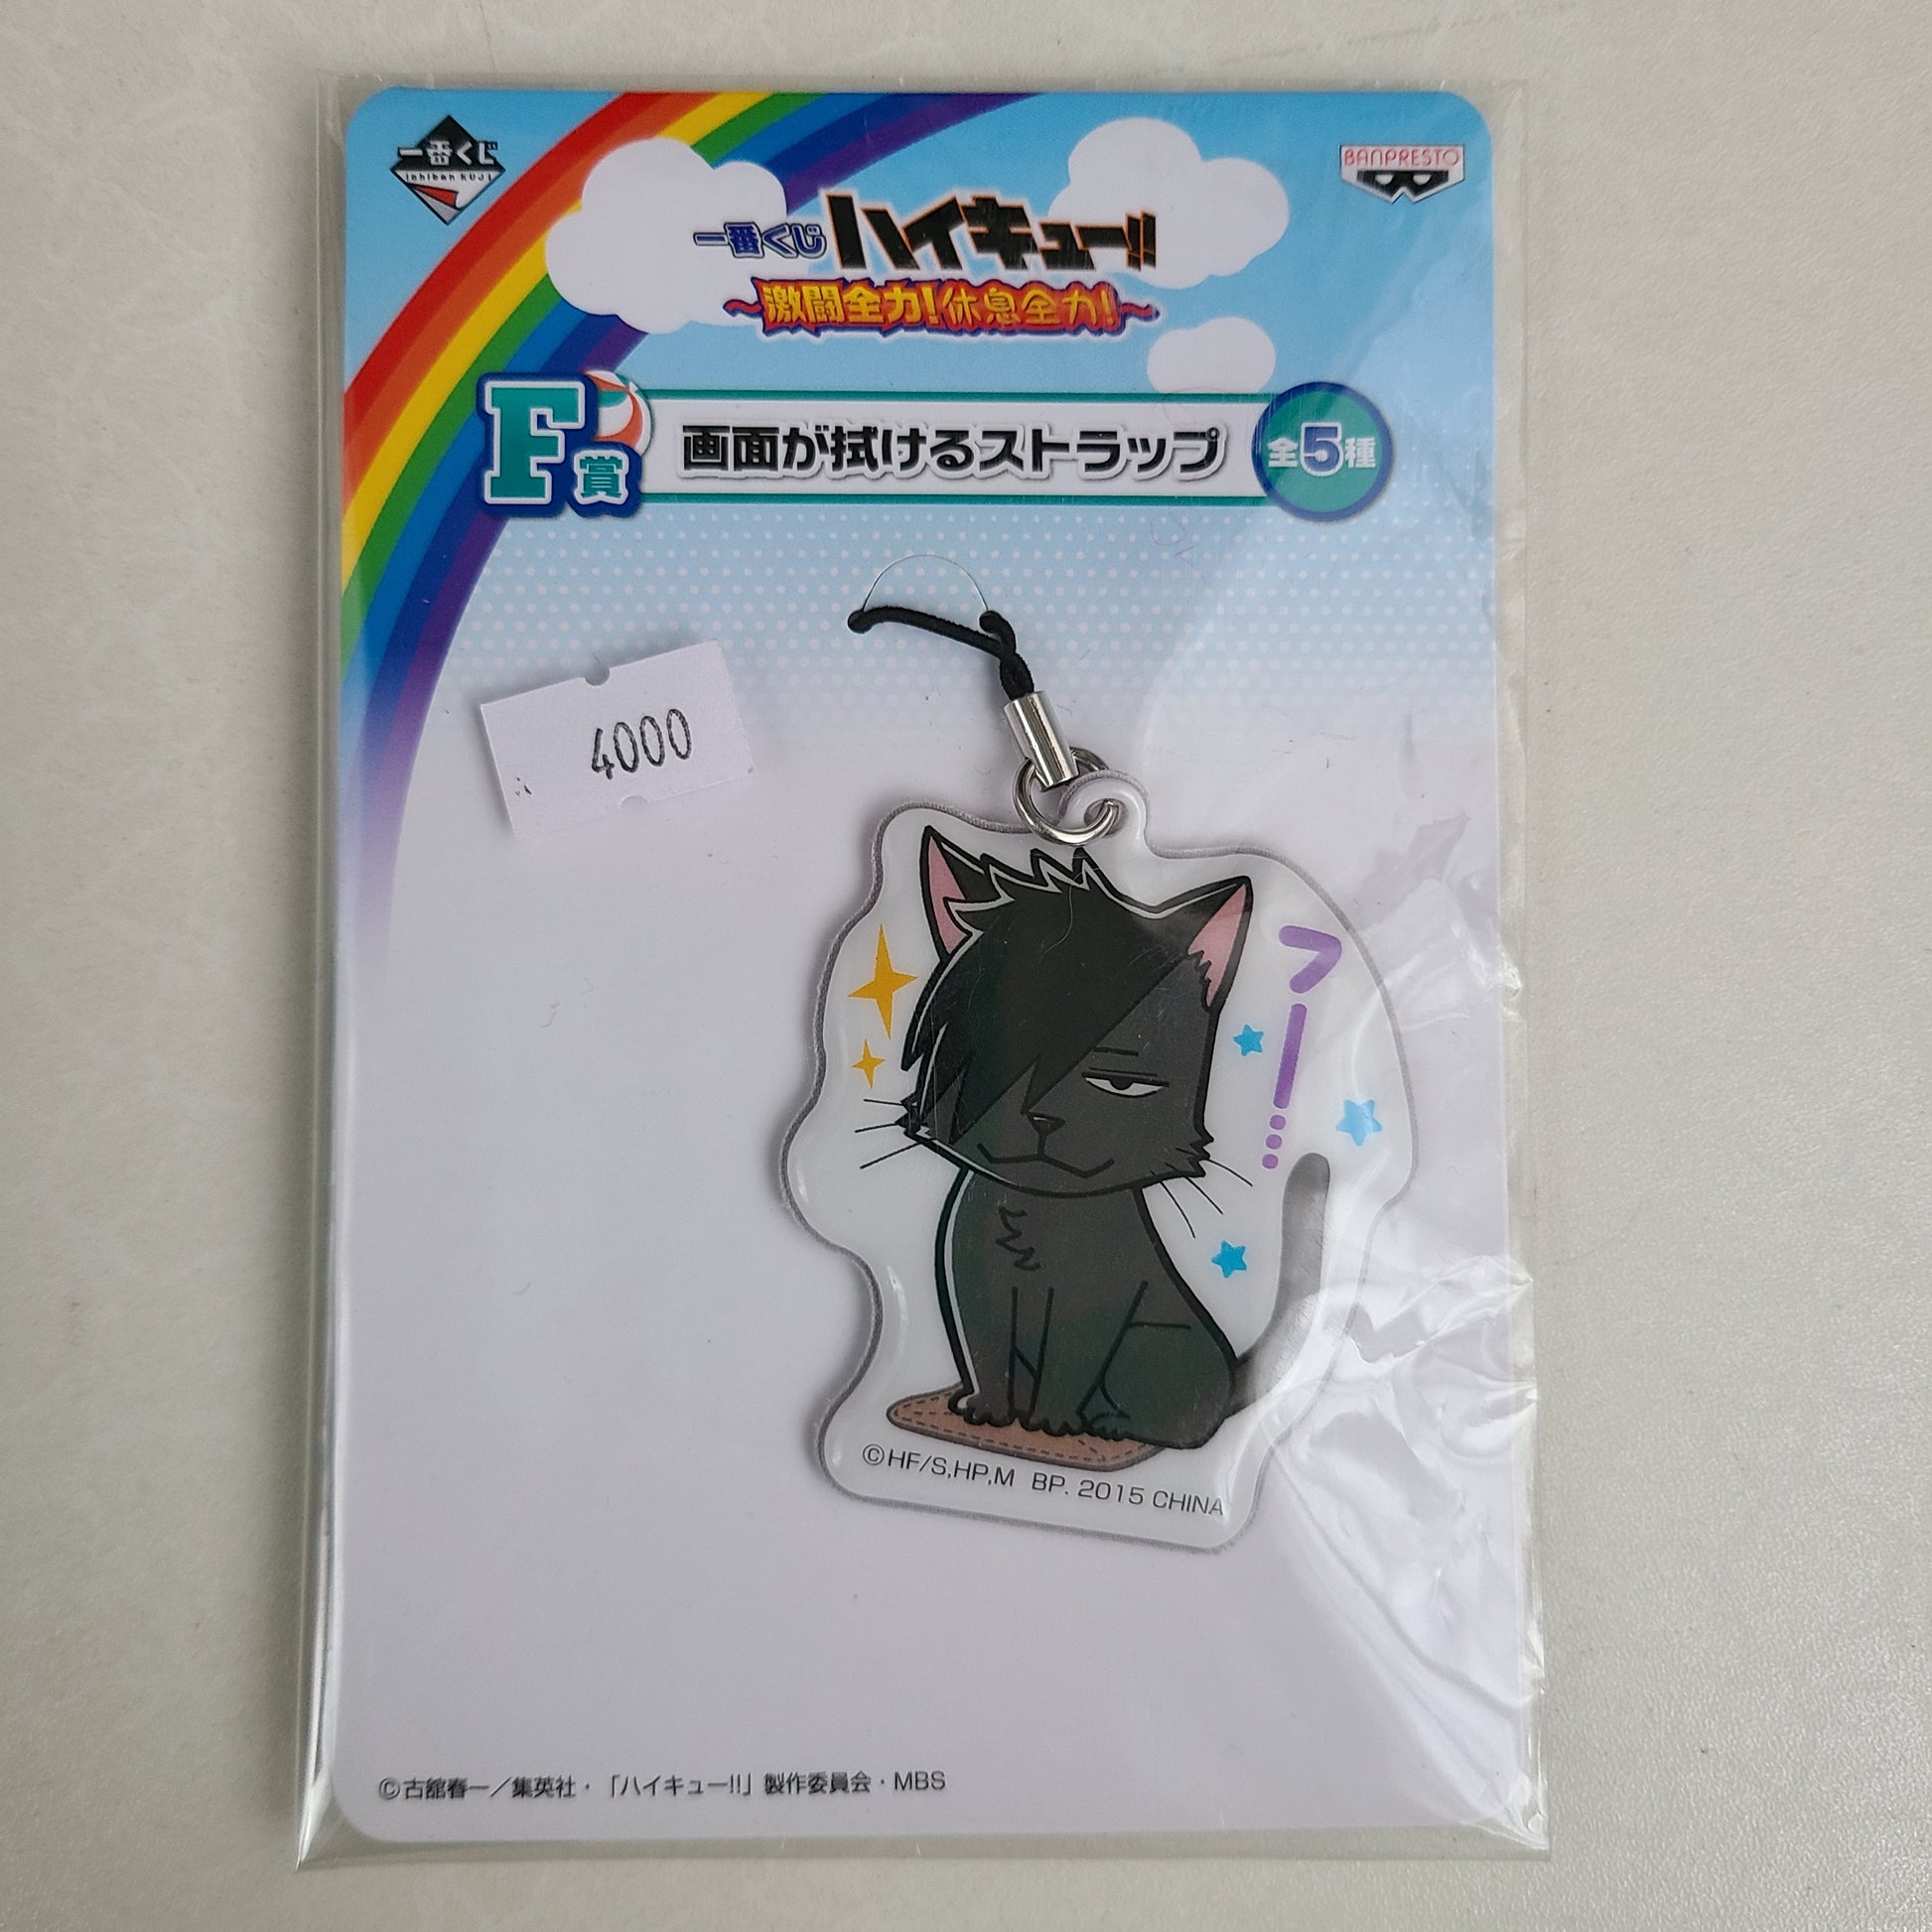 一番くじ
Ichiban KUJI
BANPRESTO
一番くじ ハイキュー!!
～激闘全力!休息全力!～
F賞 画面が拭けるストラップ 全5種
4000
フー…
©HF/S,HP,M BP. 2015 CHINA
©古舘春一／集英社・「ハイキュー!!」製作委員会・MBS